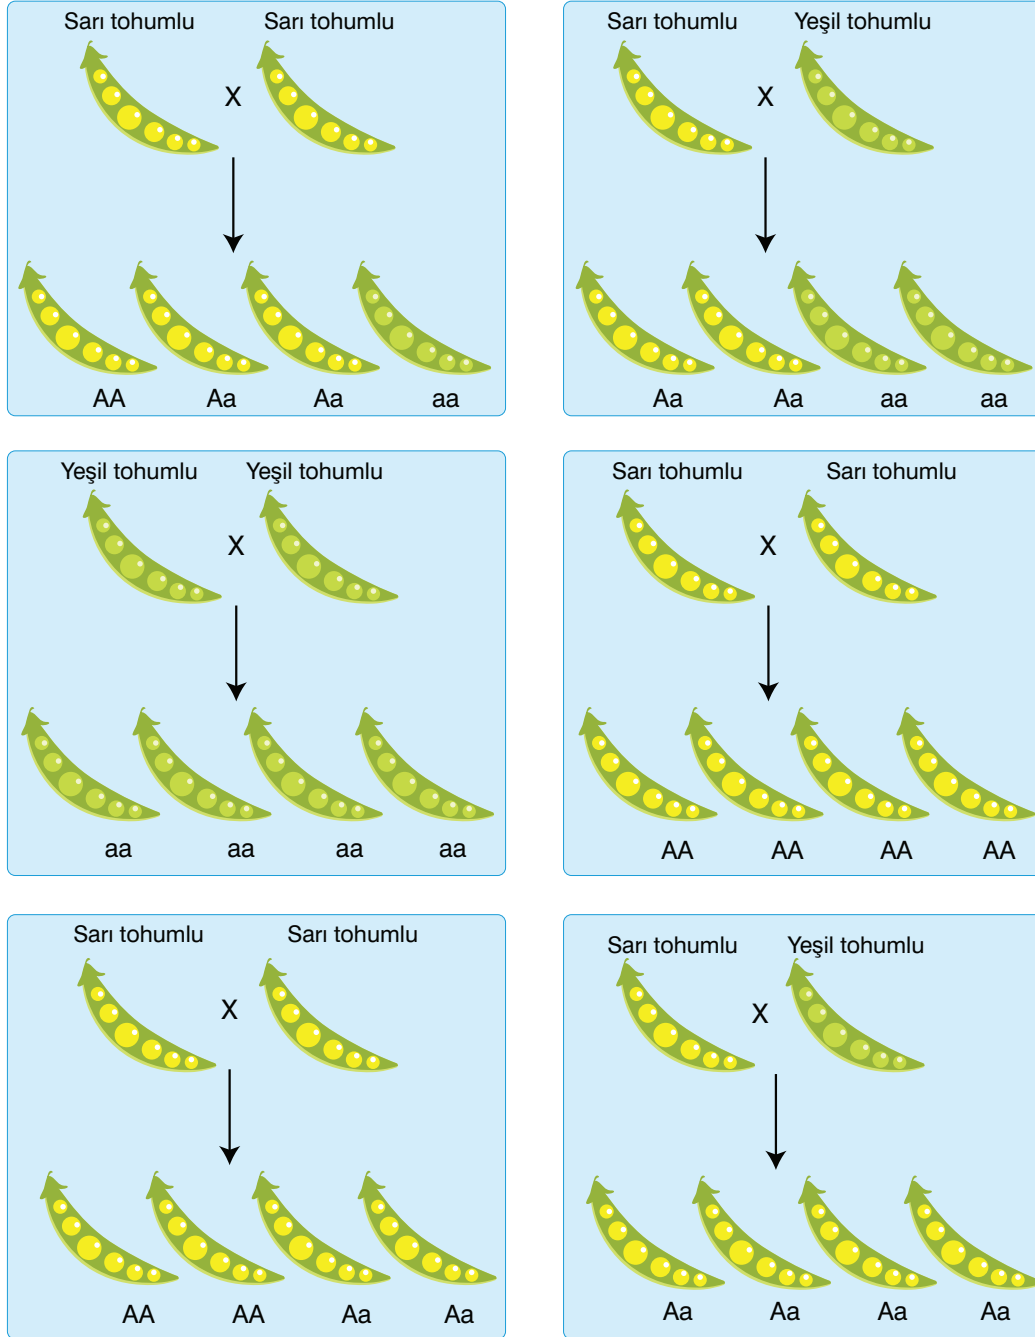 Sarı tohumlu Sarı tohumlu
X
AA Aa Aa aa
Sarı tohumlu Yeşil tohumlu
X
Aa Aa aa aa
Yeşil tohumlu Yeşil tohumlu
X
aa aa aa aa
Sarı tohumlu Sarı tohumlu
X
AA AA AA AA
Sarı tohumlu Sarı tohumlu
X
AA AA Aa Aa
Sarı tohumlu Yeşil tohumlu
X
Aa Aa Aa Aa